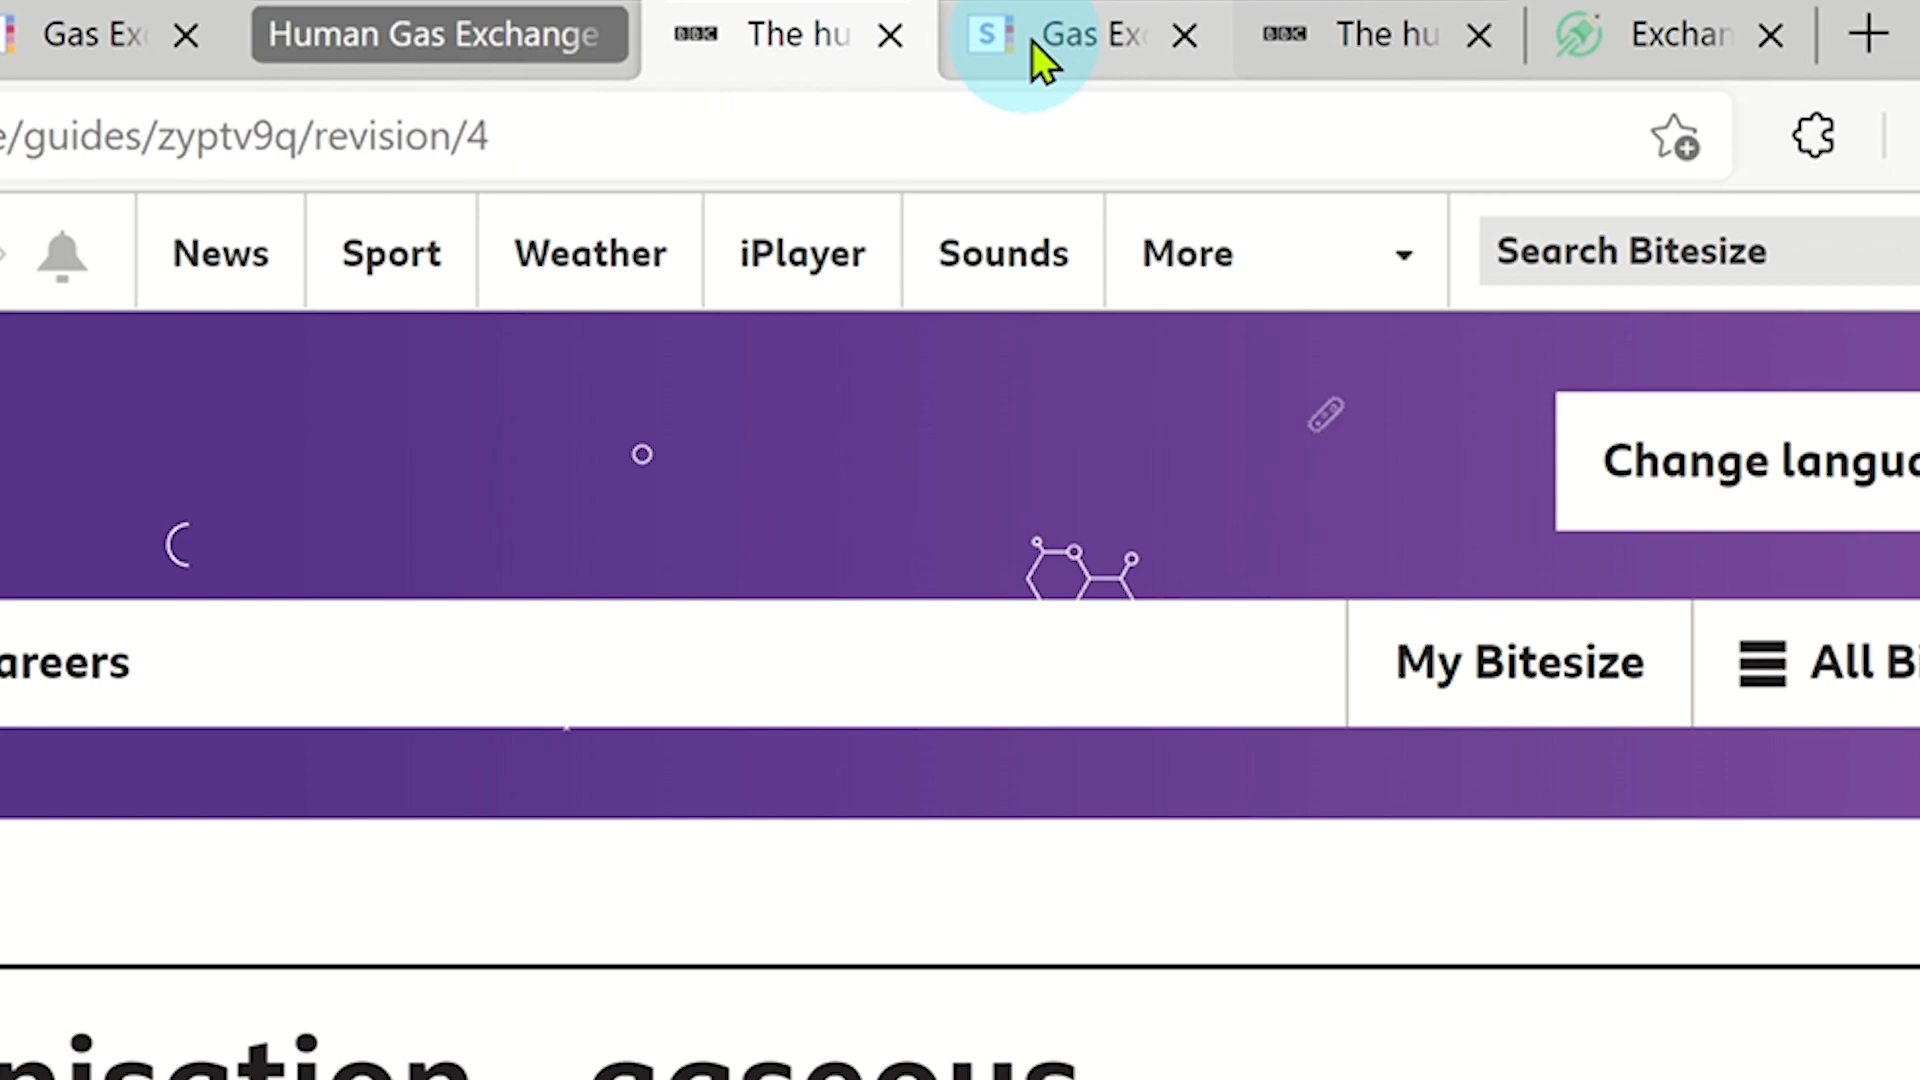 Gas Ex Human Gas Exchange BBC The hu S Gas Ex BBC The hu Exchan
/guides/zyptv9q/revision/4
News Sport Weather iPlayer Sounds More Search Bitesize
Change langua
areers My Bitesize All Bi
nisation gaseous